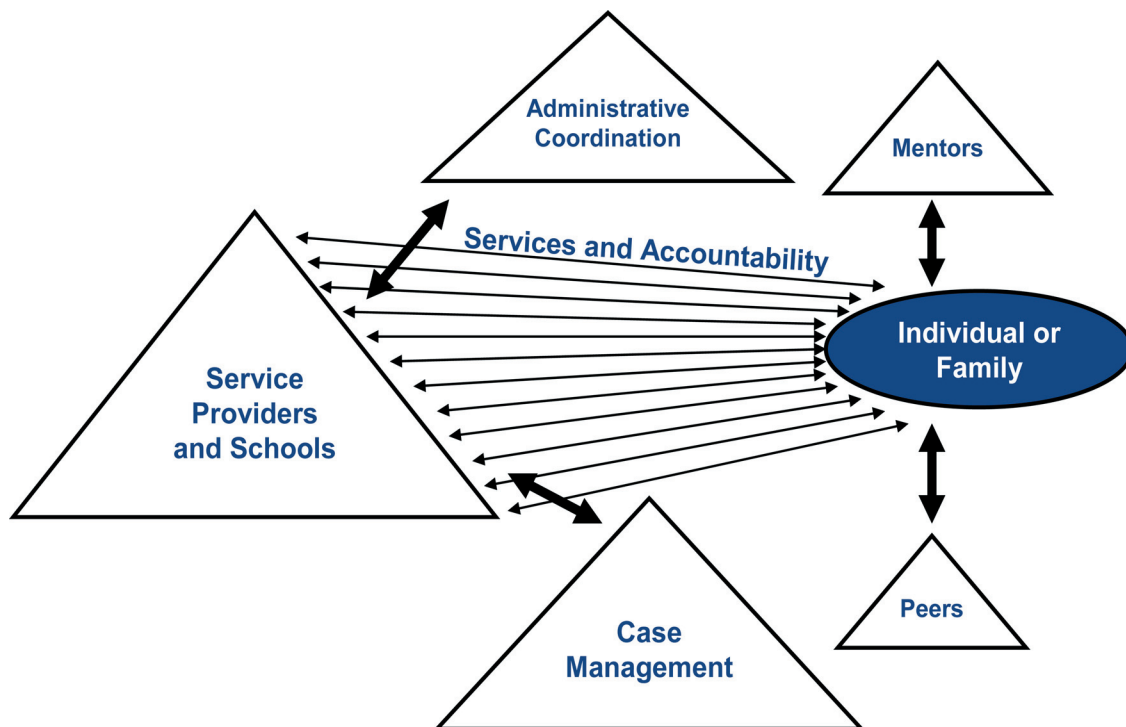 Administrative
Coordination
Mentors
Services and Accountability
Individual or
Family
Service
Providers
and Schools
Peers
Case
Management